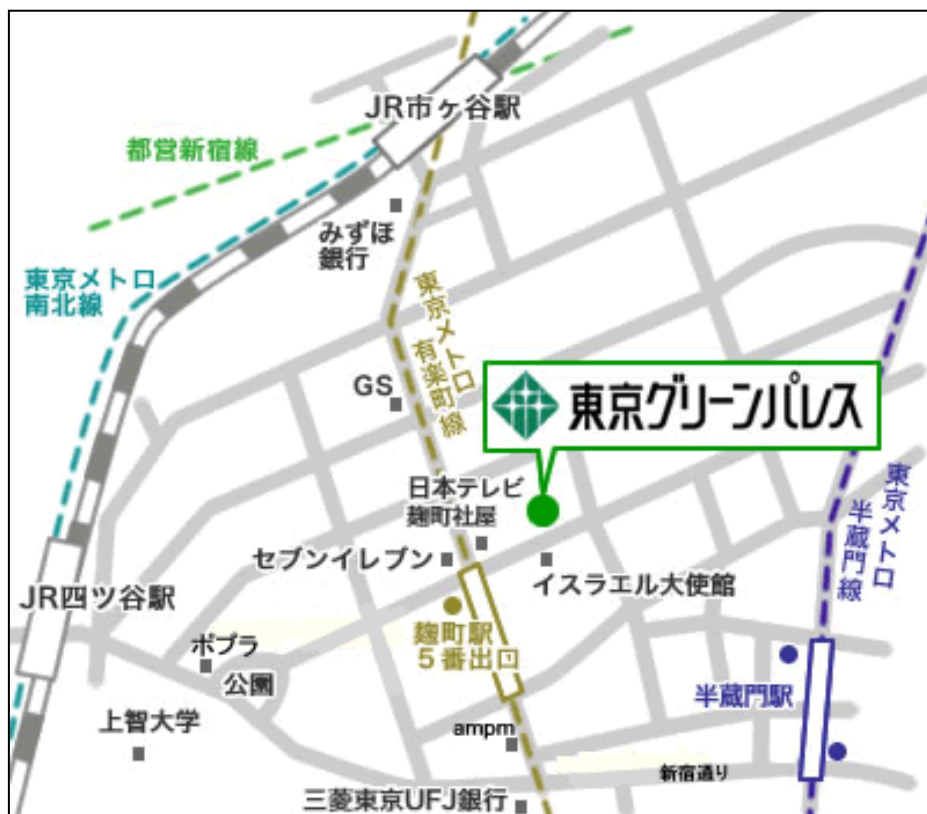 JR市ヶ谷駅
都営新宿線
みずほ
銀行
東京メトロ
南北線
東京メトロ
有楽町線
GS
東京グリーンパレス
日本テレビ
麹町社屋
セブンイレブン
イスラエル大使館
東京メトロ
半蔵門線
JR四ツ谷駅
麹町駅
5番出口
ポプラ
公園
半蔵門駅
上智大学
ampm
新宿通り
三菱東京UFJ銀行